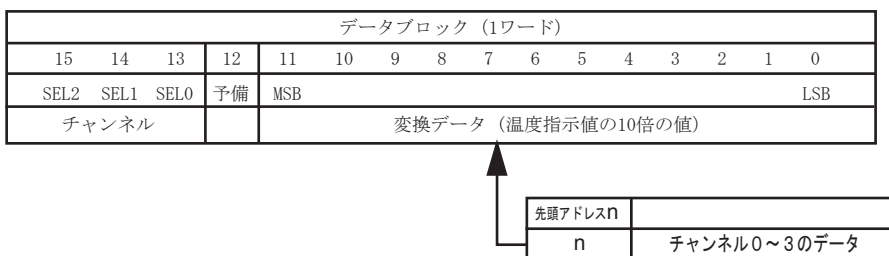 データブロック（1ワード）
15 14 13 12 11 10 9 8 7 6 5 4 3 2 1 0
SEL2 SEL1 SEL0 予備 MSB LSB
チャンネル 変換データ（温度指示値の10倍の値）
先頭アドレスn
n チャンネル０～３のデータ